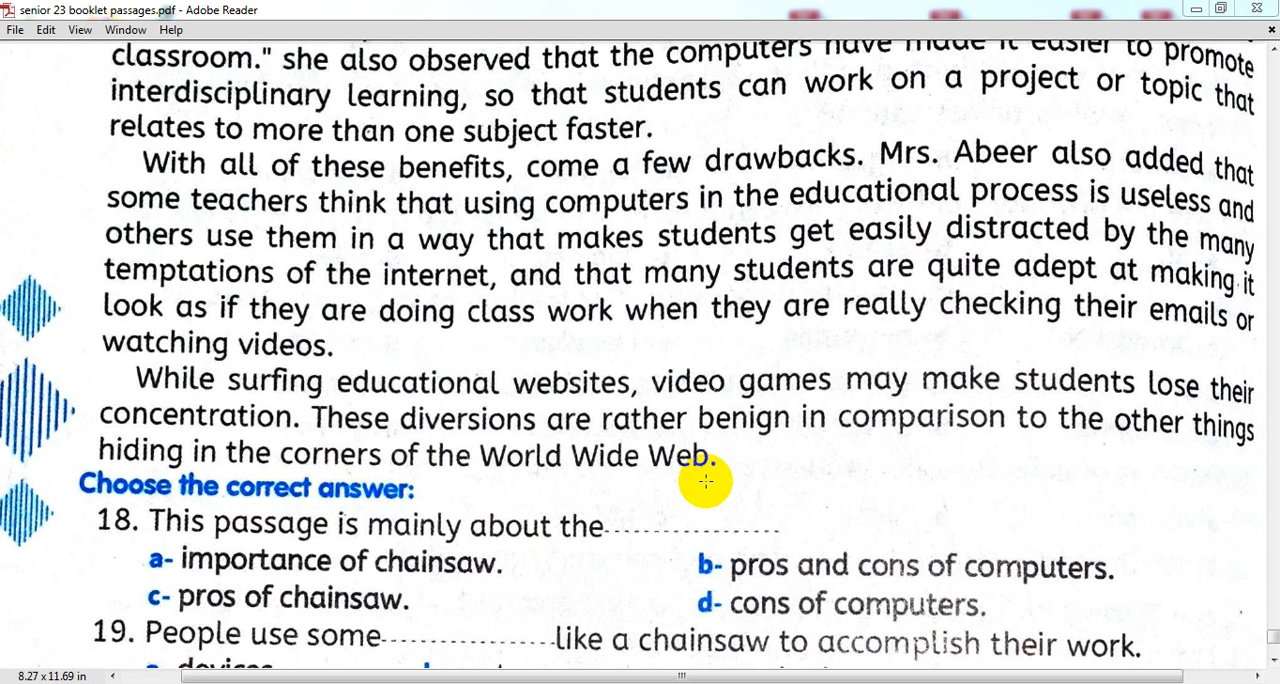 senior 23 booklet passages.pdf - Adobe Reader
File Edit View Window Help
classroom." she also observed that the computers have made it easier to promote
interdisciplinary learning, so that students can work on a project or topic that
relates to more than one subject faster.
With all of these benefits, come a few drawbacks. Mrs. Abeer also added that
some teachers think that using computers in the educational process is useless and
others use them in a way that makes students get easily distracted by the many
temptations of the internet, and that many students are quite adept at making it
look as if they are doing class work when they are really checking their emails or
watching videos.
While surfing educational websites, video games may make students lose their
concentration. These diversions are rather benign in comparison to the other things
hiding in the corners of the World Wide Web.
Choose the correct answer:
18. This passage is mainly about the.....................
a- importance of chainsaw. b- pros and cons of computers.
c- pros of chainsaw. d- cons of computers.
19. People use some.....................like a chainsaw to accomplish their work.
a- devices
8.27 x 11.69 in